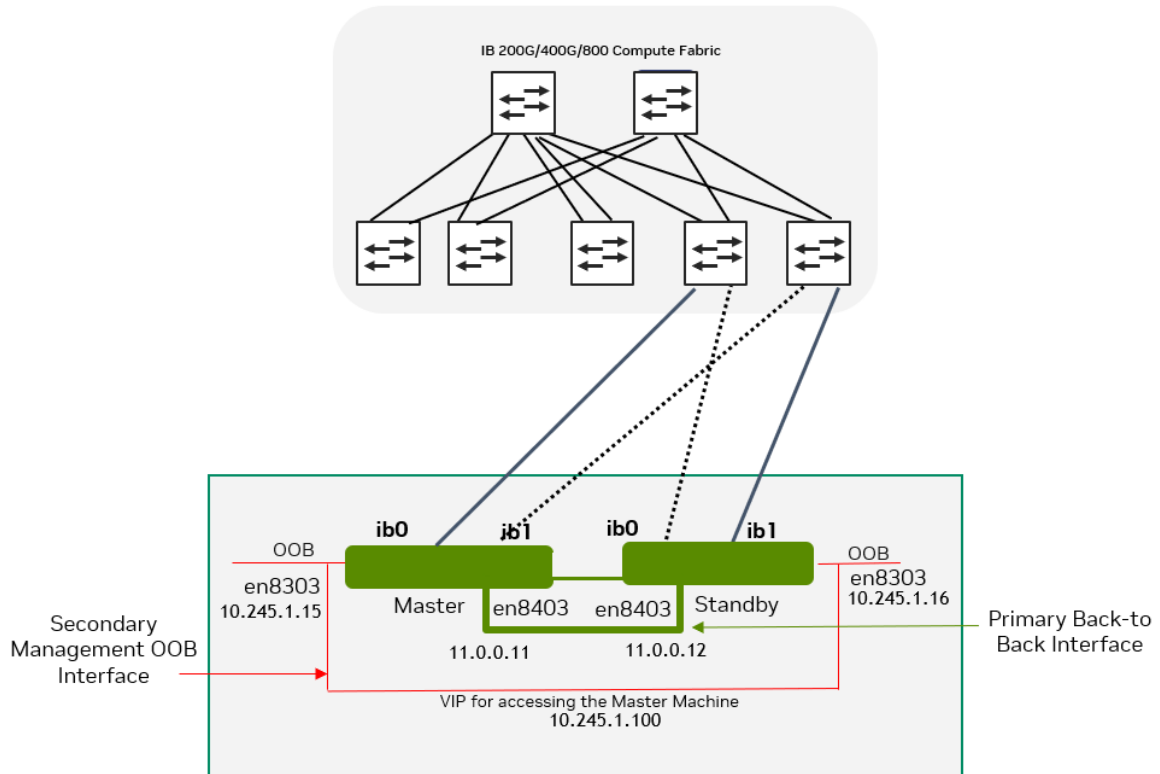 IB 200G/400G/800 Compute Fabric
ib0
ib1
ib0
ib1
OOB
OOB
en8303
10.245.1.15
Master
en8403
en8403
Standby
en8303
10.245.1.16
11.0.0.11
11.0.0.12
Secondary
Management OOB
Interface
Primary Back-to
Back Interface
VIP for accessing the Master Machine
10.245.1.100